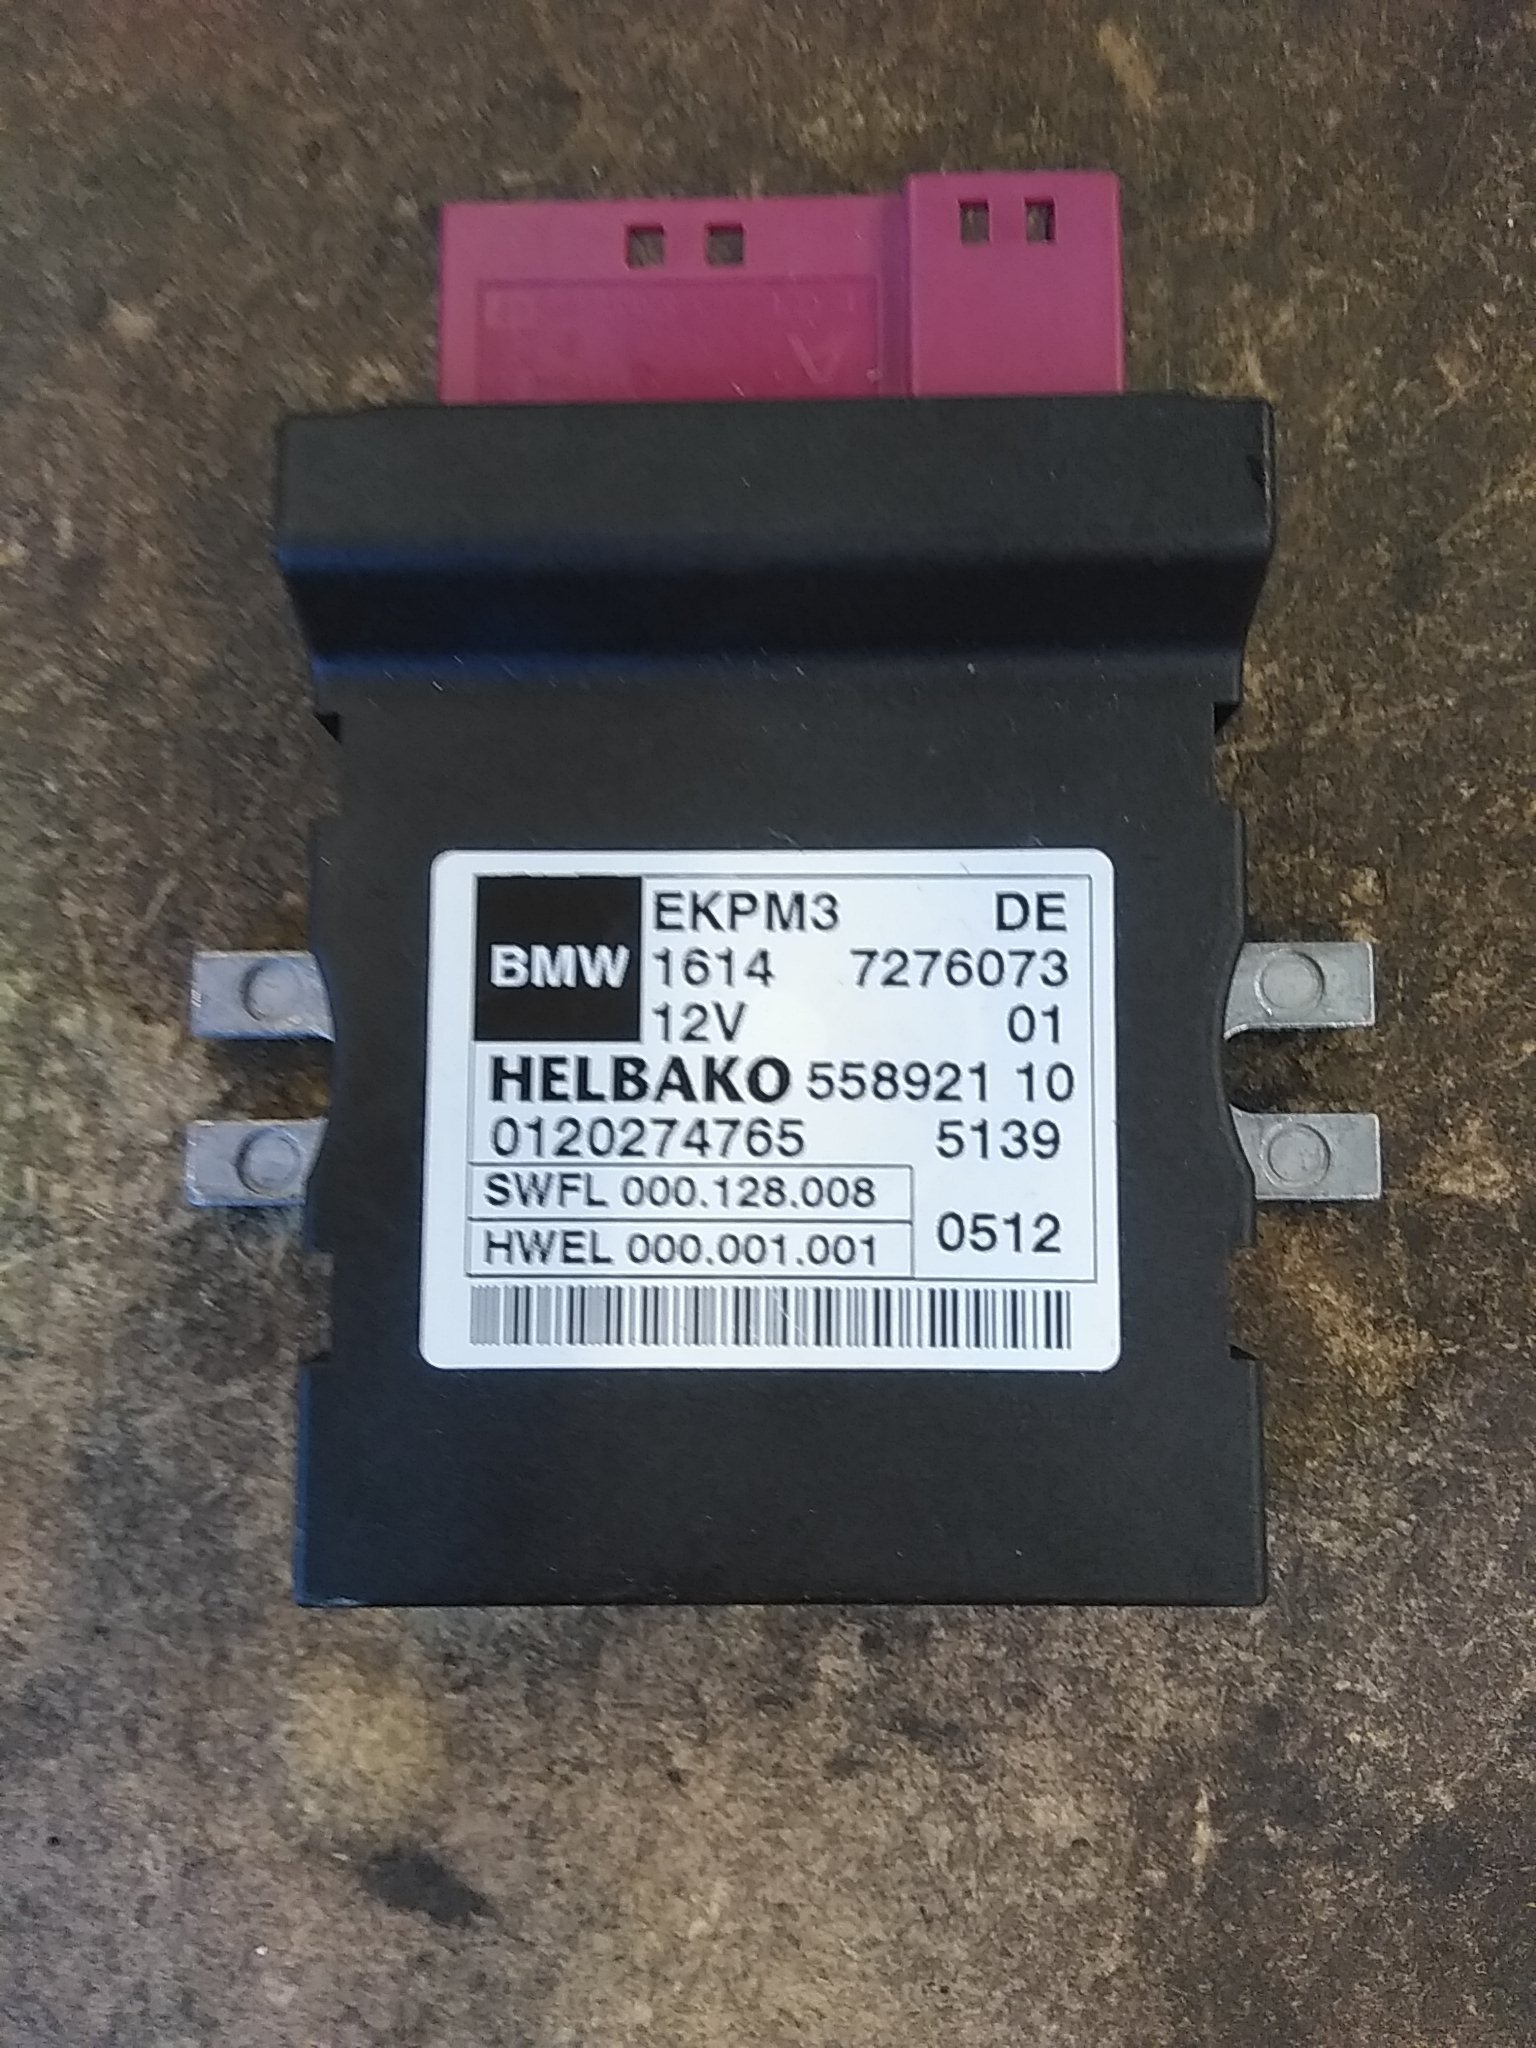 BMW
EKPM3 DE
1614 7276073
12V 01
HELBAKO 558921 10
0120274765 5139
SWFL 000.128.008
HWEL 000.001.001
0512